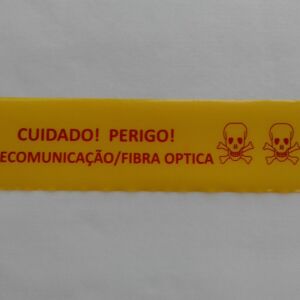 CUIDADO! PERIGO!
ECOMUNICAÇÃO/FIBRA OPTICA